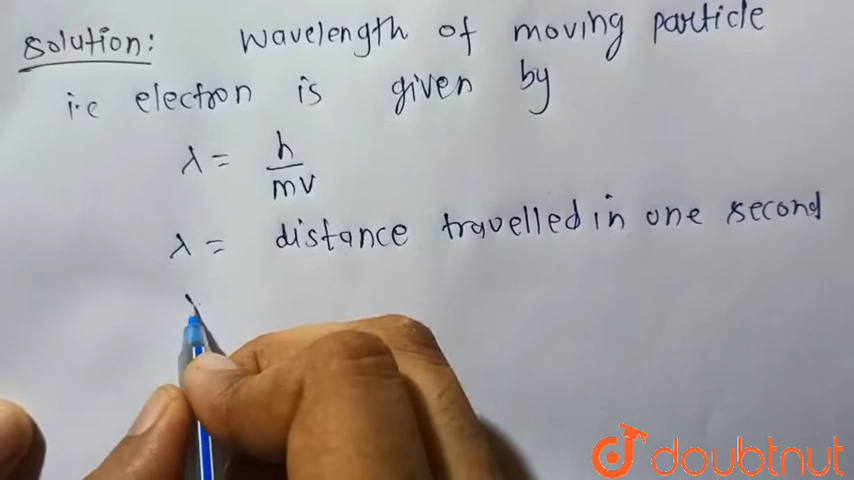 Solution: Wavelength of moving particle
i.e electron is given by
λ = h/mv
λ = distance travelled in one second
doubtnut